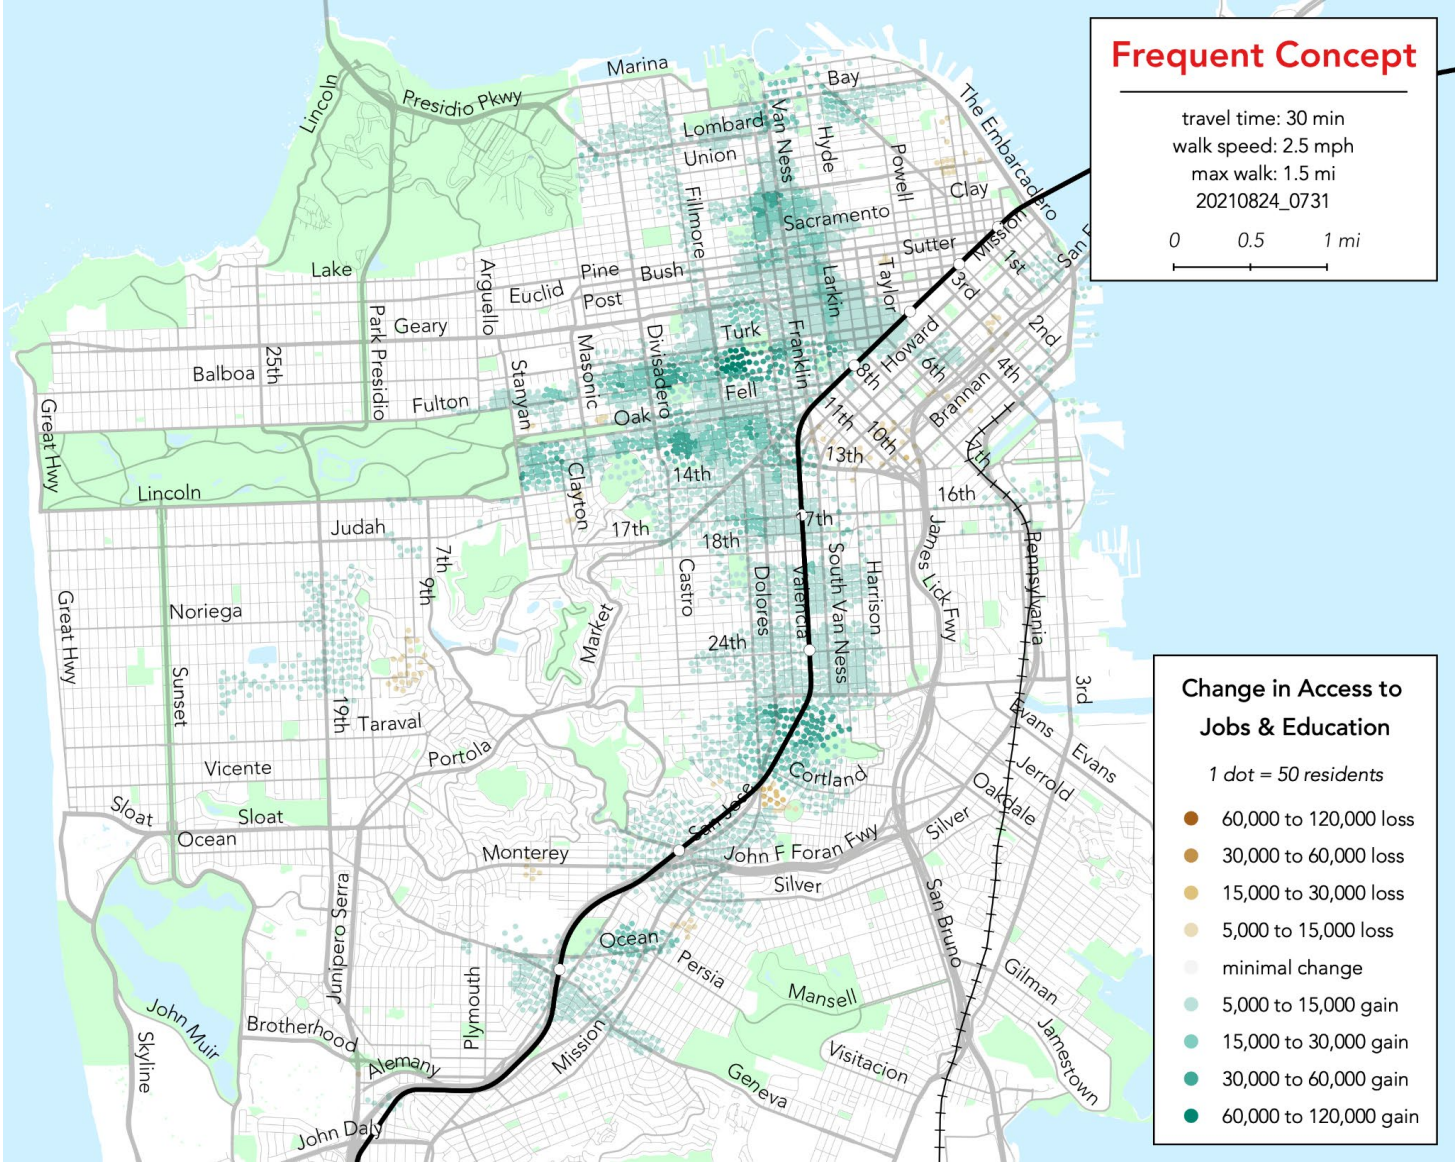 Frequent Concept
travel time: 30 min
walk speed: 2.5 mph
max walk: 1.5 mi
20210824_0731
0 0.5 1 mi
Marina
Bay
Lincoln
Presidio Pkwy
The Embarcadero
Lombard
Van Ness
Hyde
Union
Powell
Clay
Fillmore
Sacramento
Mission
Sutter
1st
San F
Lake
Arguello
Pine
Bush
Larkin
Taylor
3rd
Euclid
Post
Geary
Park Presidio
Masonic
Divisadero
Turk
Franklin
Howard
2nd
25th
Balboa
Stanyan
8th
6th
4th
Fulton
Fell
Brannan
Great Hwy
Oak
11th
10th
13th
7th
Clayton
14th
Lincoln
16th
Judah
17th
17th
18th
7th
9th
Castro
Dolores
Valencia
South Van Ness
Harrison
James Lick Fwy
Pennsylvania
Great Hwy
Noriega
Market
24th
Sunset
19th
Taraval
3rd
Evans
Portola
Vicente
Cortland
Jerrold
Evans
Oakdale
Sloat
Sloat
San Jose
Silver
Ocean
Monterey
John F Foran Fwy
Silver
Junipero Serra
San Bruno
Ocean
Persia
Plymouth
Mansell
Gilman
John Muir
Brotherhood
Mission
Jamestown
Skyline
Alemany
Visitacion
Geneva
John Daly
Change in Access to
Jobs & Education
1 dot = 50 residents
60,000 to 120,000 loss
30,000 to 60,000 loss
15,000 to 30,000 loss
5,000 to 15,000 loss
minimal change
5,000 to 15,000 gain
15,000 to 30,000 gain
30,000 to 60,000 gain
60,000 to 120,000 gain